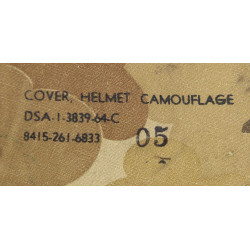 COVER, HELMET CAMOUFLAGE
DSA-1-3839-64-C
8415-261-6833 05